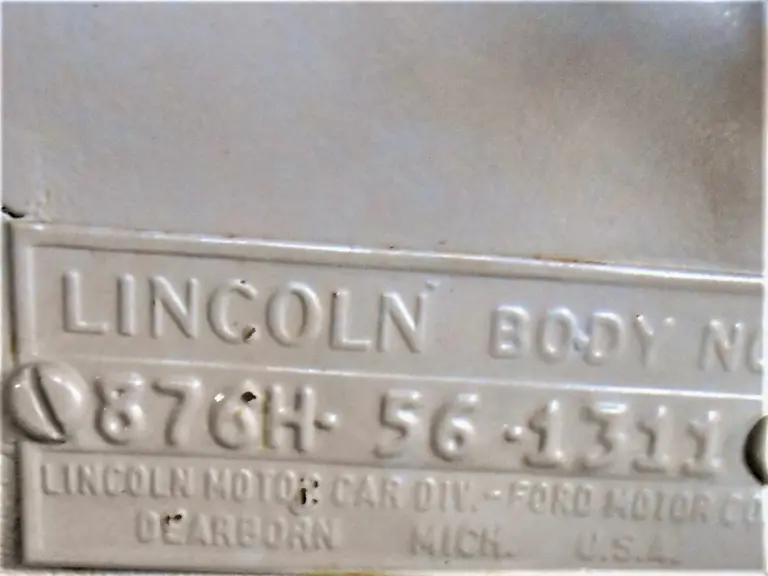 LINCOLN BODY NO
876H- 56 -1311
LINCOLN MOTOR CAR DIV.-FORD MOTOR CO.
DEARBORN MICH. U.S.A.